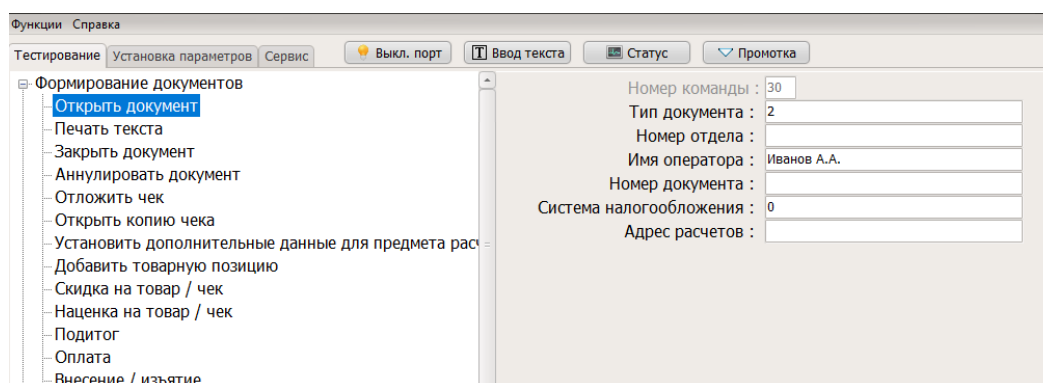 Функции Справка
Тестирование Установка параметров Сервис Выкл. порт Ввод текста Статус Промотка
Формирование документов
Открыть документ
Печать текста
Закрыть документ
Аннулировать документ
Отложить чек
Открыть копию чека
Установить дополнительные данные для предмета рас
Добавить товарную позицию
Скидка на товар / чек
Наценка на товар / чек
Подитог
Оплата
Внесение / изъятие
Номер команды : 30
Тип документа : 2
Номер отдела :
Имя оператора : Иванов А.А.
Номер документа :
Система налогообложения : 0
Адрес расчетов :